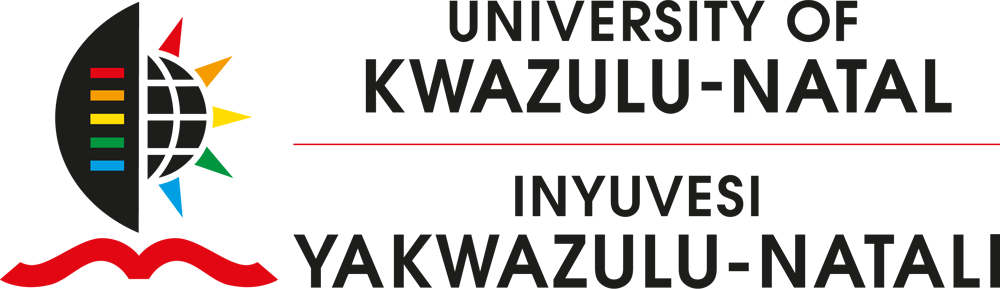 UNIVERSITY OF
KWAZULU-NATAL
INYUVESI
YAKWAZULU-NATALI